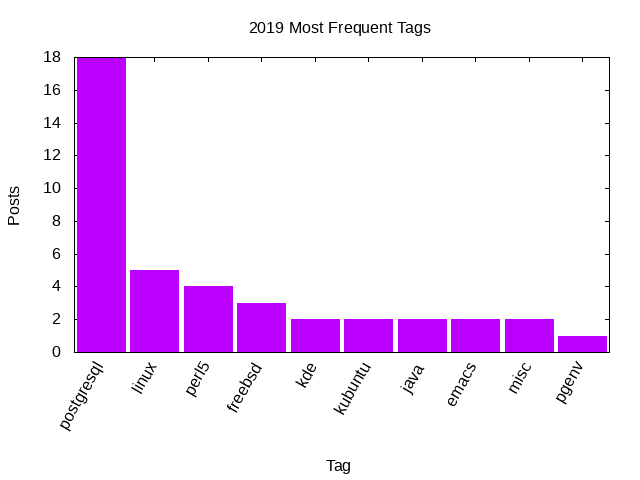 2019 Most Frequent Tags
18
16
14
12
10
8
6
4
2
0
Posts
postgresql
linux
perl5
freebsd
kde
kubuntu
java
emacs
misc
pgenv
Tag